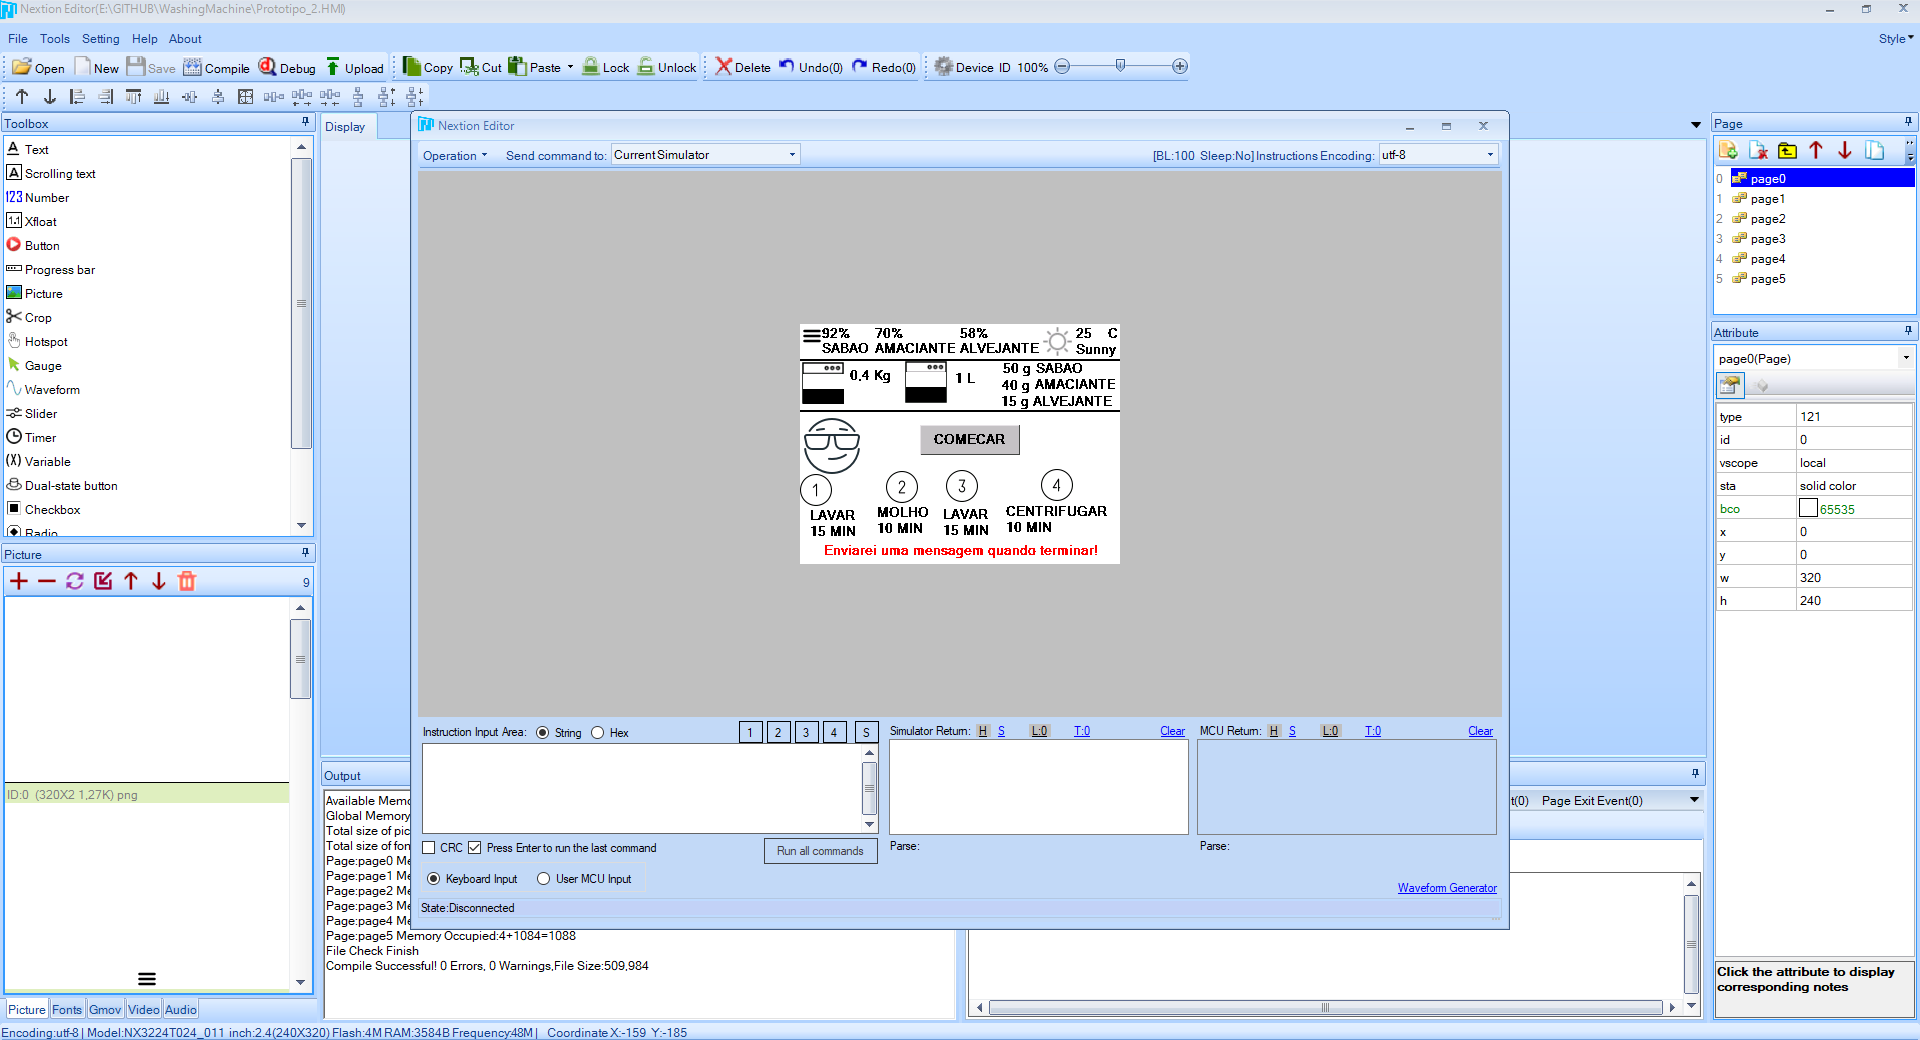 Nextion Editor(E:\GITHUB\WashingMachine\Prototipo_2.HMI)
File Tools Setting Help About Style
Open New Save Compile Debug Upload Copy Cut Paste Lock Unlock Delete Undo(0) Redo(0) Device ID 100%
Toolbox
Text
Scrolling text
Number
Xfloat
Button
Progress bar
Picture
Crop
Hotspot
Gauge
Waveform
Slider
Timer
Variable
Dual-state button
Checkbox
Radio
Picture
9
ID:0 (320X2 1,27K) png
Picture Fonts Gmov Video Audio
Display
Nextion Editor
Operation Send command to: Current Simulator [BL:100 Sleep:No] Instructions Encoding: utf-8
92% 70% 58% 25 C
SABAO AMACIANTE ALVEJANTE Sunny
0,4 Kg 1 L
50 g SABAO
40 g AMACIANTE
15 g ALVEJANTE
COMECAR
1 2 3 4
LAVAR MOLHO LAVAR CENTRIFUGAR
15 MIN 10 MIN 15 MIN 10 MIN
Enviarei uma mensagem quando terminar!
Instruction Input Area: String Hex 1 2 3 4 S
Simulator Return: H S L:0 T:0 Clear
MCU Return: H S L:0 T:0 Clear
CRC Press Enter to run the last command Run all commands
Parse: Parse:
Keyboard Input User MCU Input
Waveform Generator
State:Disconnected
Output
Available Memo
Global Memory
Total size of pic
Total size of fon
Page:page0 Me
Page:page1 Me
Page:page2 Me
Page:page3 Me
Page:page4 Me
Page:page5 Memory Occupied:4+1084=1088
File Check Finish
Compile Successful! 0 Errors, 0 Warnings,File Size:509,984
t(0) Page Exit Event(0)
Page
0 page0
1 page1
2 page2
3 page3
4 page4
5 page5
Attribute
page0(Page)
type 121
id 0
vscope local
sta solid color
bco 65535
x 0
y 0
w 320
h 240
Click the attribute to display
corresponding notes
Encoding:utf-8 | Model:NX3224T024_011 inch:2.4(240X320) Flash:4M RAM:3584B Frequency:48M | Coordinate X:-159 Y:-185